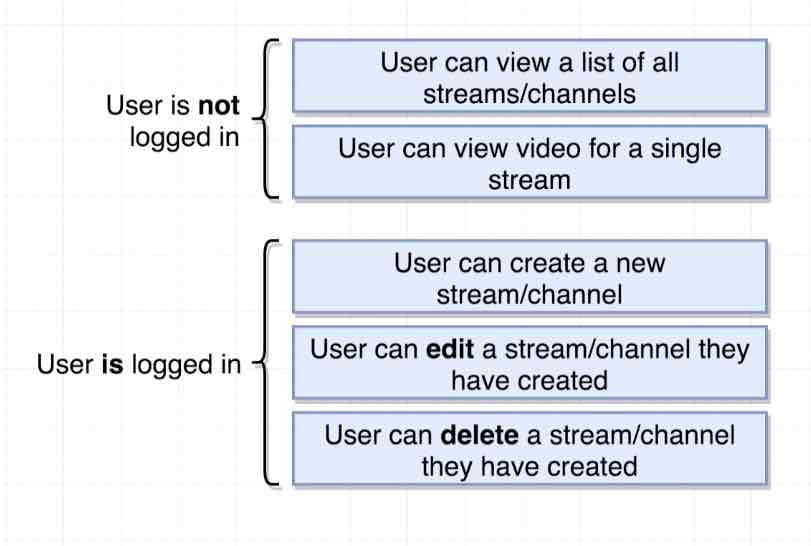 User is not
logged in
User can view a list of all
streams/channels
User can view video for a single
stream
User is logged in
User can create a new
stream/channel
User can edit a stream/channel they
have created
User can delete a stream/channel
they have created